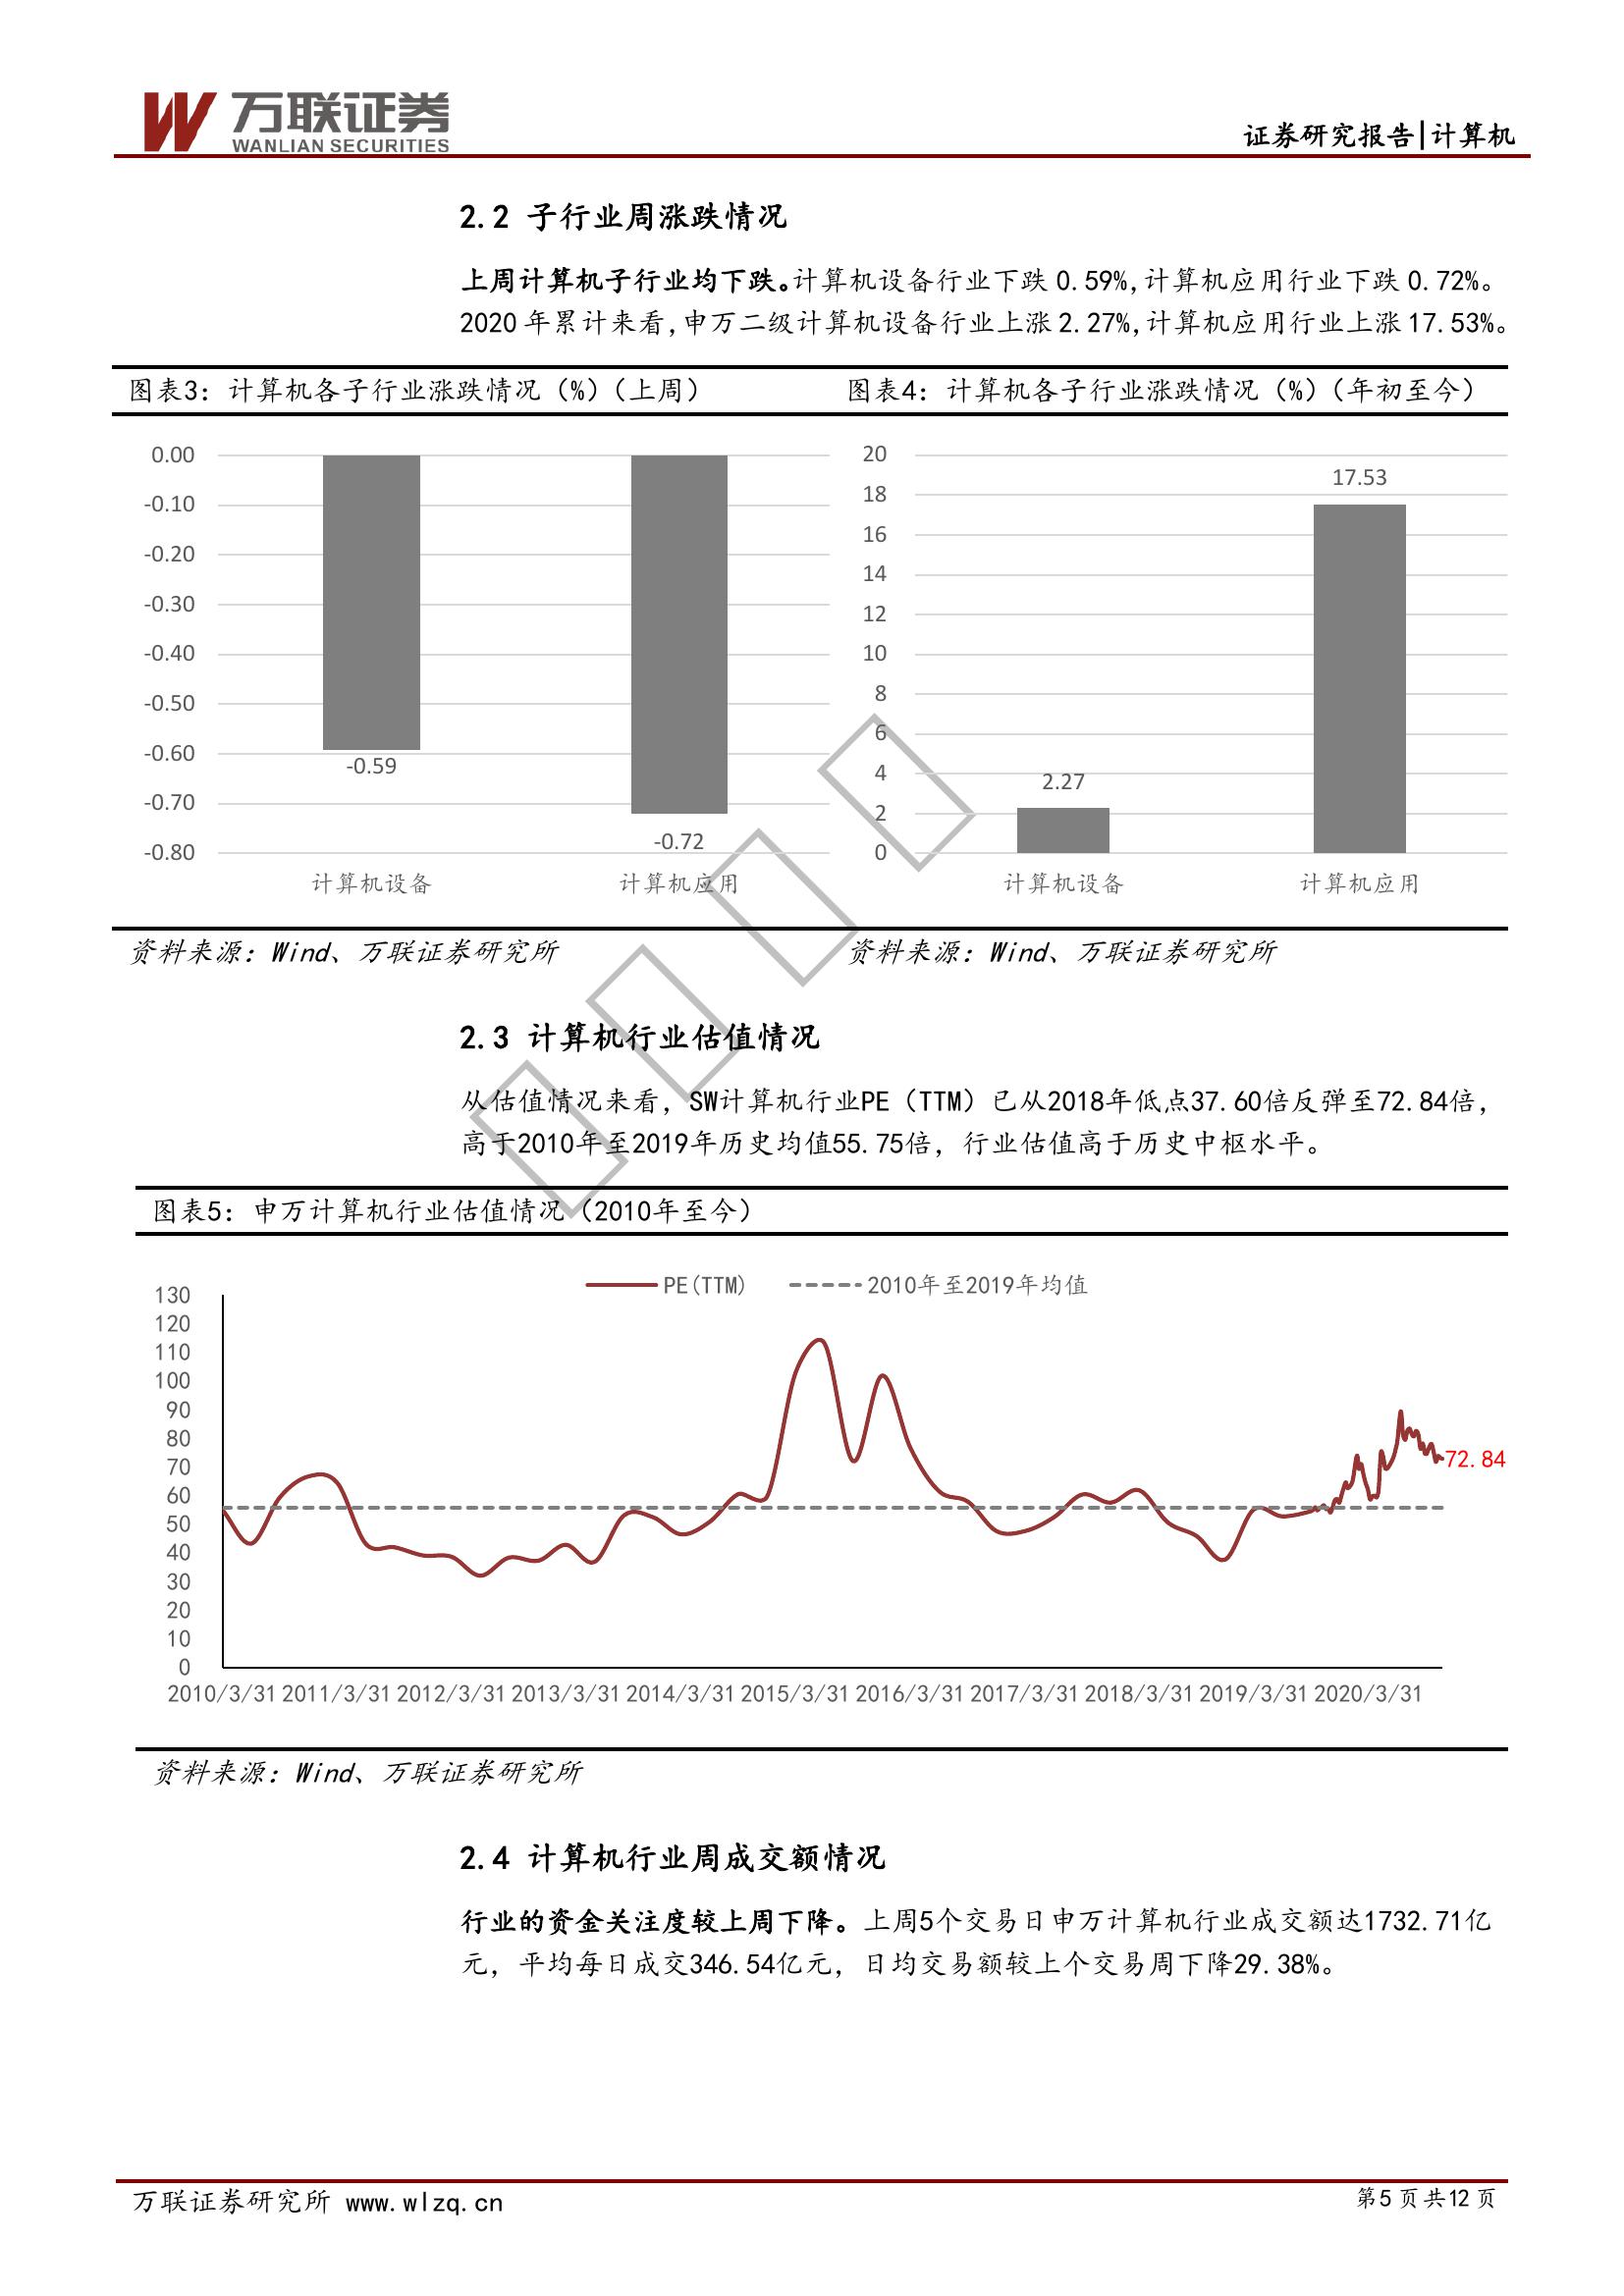 万联证券
WANLIAN SECURITIES
证券研究报告|计算机
2.2 子行业周涨跌情况
上周计算机子行业均下跌。计算机设备行业下跌 0.59%,计算机应用行业下跌 0.72%。
2020 年累计来看,申万二级计算机设备行业上涨 2.27%,计算机应用行业上涨 17.53%。
图表3：计算机各子行业涨跌情况（%）（上周）
0.00
-0.10
-0.20
-0.30
-0.40
-0.50
-0.60
-0.70
-0.80
-0.59
-0.72
计算机设备
计算机应用
资料来源：Wind、万联证券研究所
图表4：计算机各子行业涨跌情况（%）（年初至今）
20
18
16
14
12
10
8
6
4
2
0
2.27
17.53
计算机设备
计算机应用
资料来源：Wind、万联证券研究所
2.3 计算机行业估值情况
从估值情况来看，SW计算机行业PE（TTM）已从2018年低点37.60倍反弹至72.84倍，
高于2010年至2019年历史均值55.75倍，行业估值高于历史中枢水平。
图表5：申万计算机行业估值情况（2010年至今）
PE(TTM)
2010年至2019年均值
130
120
110
100
90
80
70
60
50
40
30
20
10
0
72.84
2010/3/31 2011/3/31 2012/3/31 2013/3/31 2014/3/31 2015/3/31 2016/3/31 2017/3/31 2018/3/31 2019/3/31 2020/3/31
资料来源：Wind、万联证券研究所
2.4 计算机行业周成交额情况
行业的资金关注度较上周下降。上周5个交易日申万计算机行业成交额达1732.71亿
元，平均每日成交346.54亿元，日均交易额较上个交易周下降29.38%。
万联证券研究所 www.wlzq.cn
第5 页 共12 页